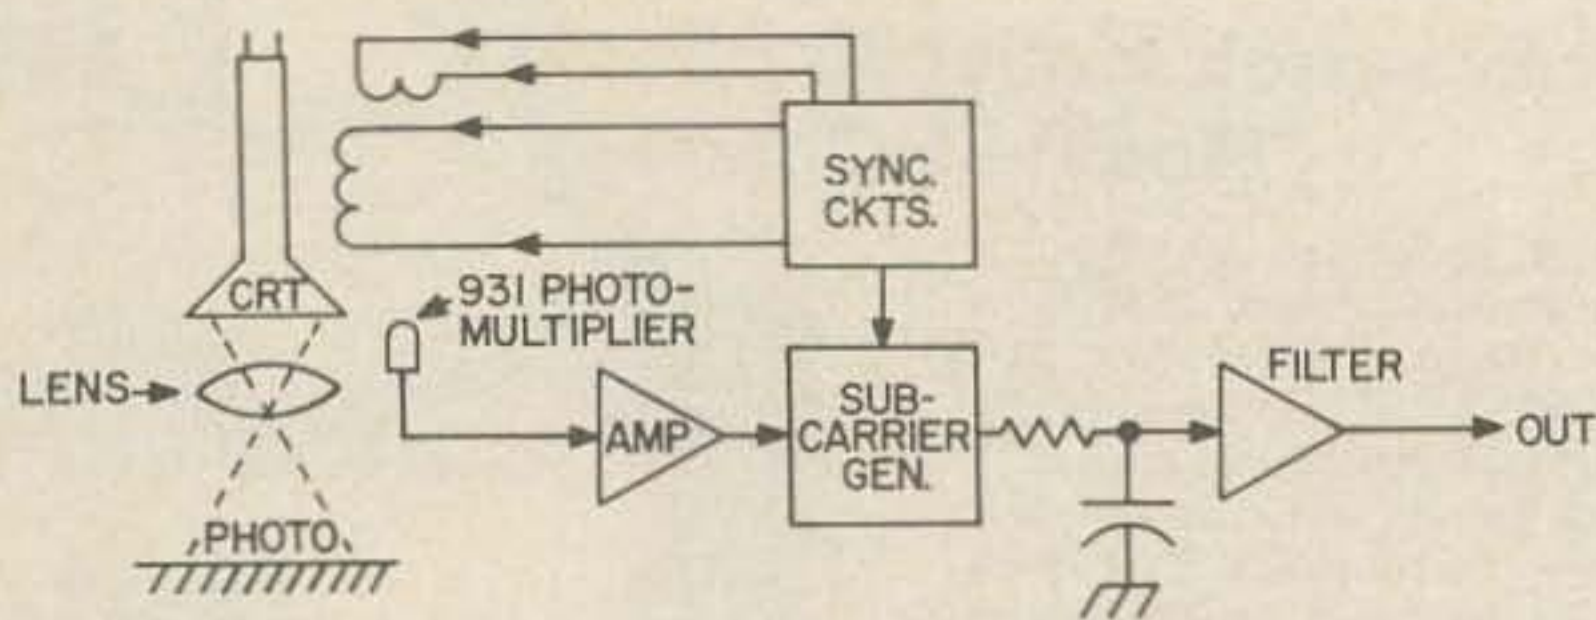 SYNC.
CKTS.
CRT
931 PHOTO-
MULTIPLIER
LENS
FILTER
AMP
SUB-
CARRIER
GEN.
OUT
PHOTO